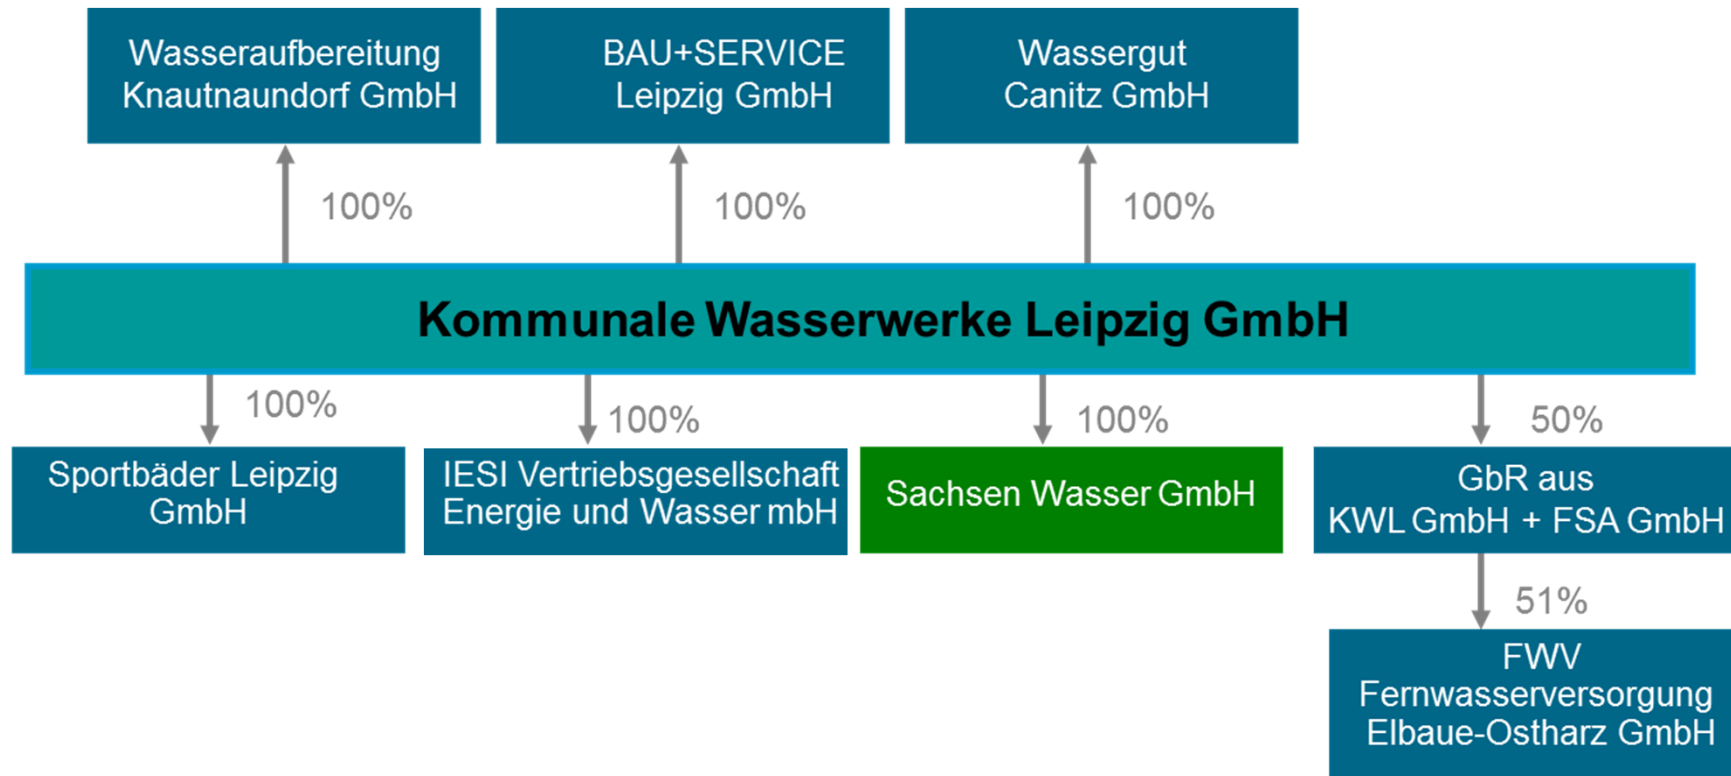 Wasseraufbereitung
Knautnaundorf GmbH
BAU+SERVICE
Leipzig GmbH
Wassergut
Canitz GmbH
100%
100%
100%
Kommunale Wasserwerke Leipzig GmbH
100%
100%
100%
50%
Sportbäder Leipzig
GmbH
IESI Vertriebsgesellschaft
Energie und Wasser mbH
Sachsen Wasser GmbH
GbR aus
KWL GmbH + FSA GmbH
51%
FWV
Fernwasserversorgung
Elbaue-Ostharz GmbH